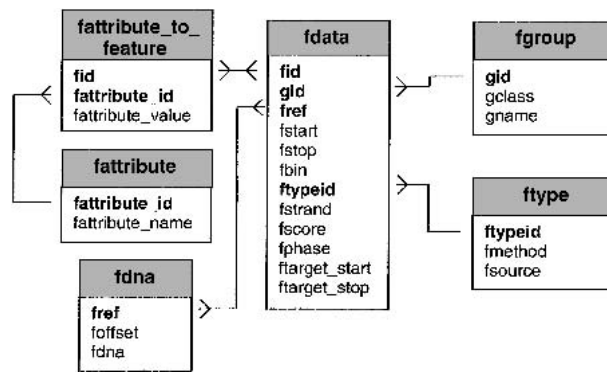 fattribute_to_
feature
fid
fattribute_id
fattribute_value
fattribute
fattribute_id
fattribute_name
fdna
fref
foffset
fdna
fdata
fid
gid
fref
fstart
fstop
fbin
ftypeid
fstrand
fscore
fphase
ftarget_start
ftarget_stop
fgroup
gid
gclass
gname
ftype
ftypeid
fmethod
fsource